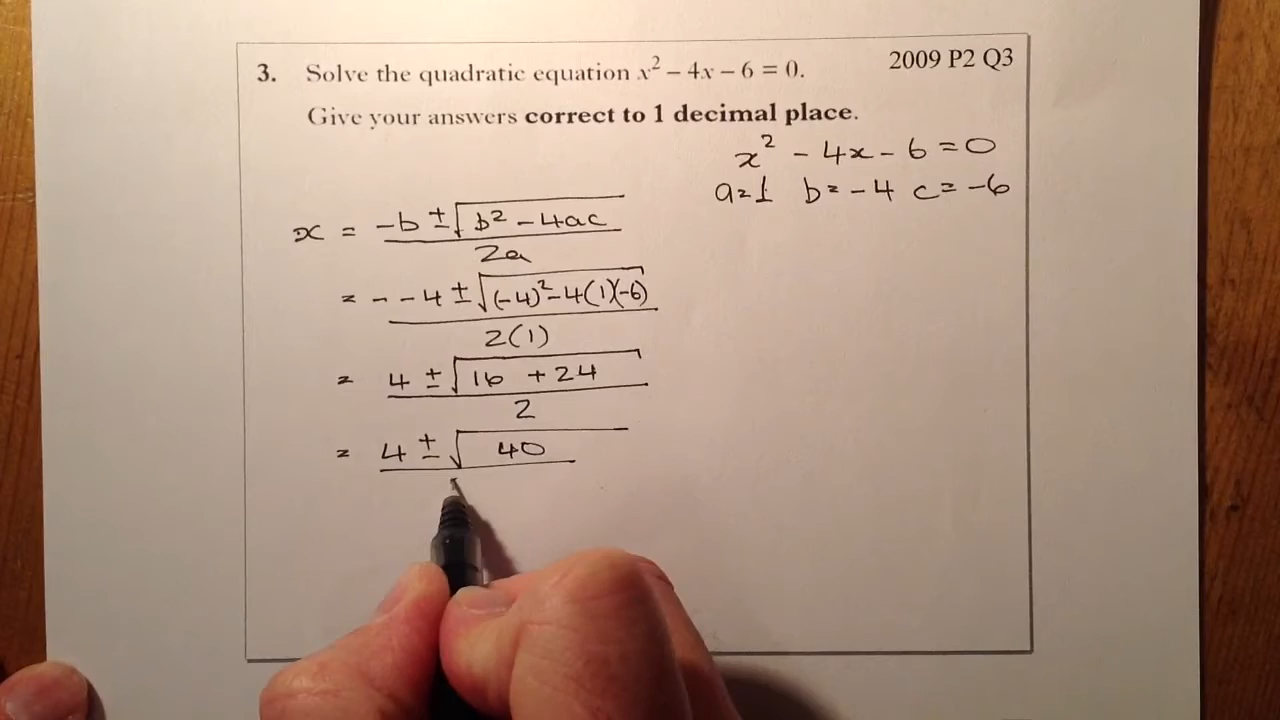 3. Solve the quadratic equation x² – 4x – 6 = 0. 2009 P2 Q3
Give your answers correct to 1 decimal place.
x² - 4x - 6 = 0
a=1 b=-4 c=-6
x = -b ± √b² - 4ac
2a
= - -4 ± √(-4)² - 4(1)(-6)
2(1)
= 4 ± √16 + 24
2
= 4 ± √40